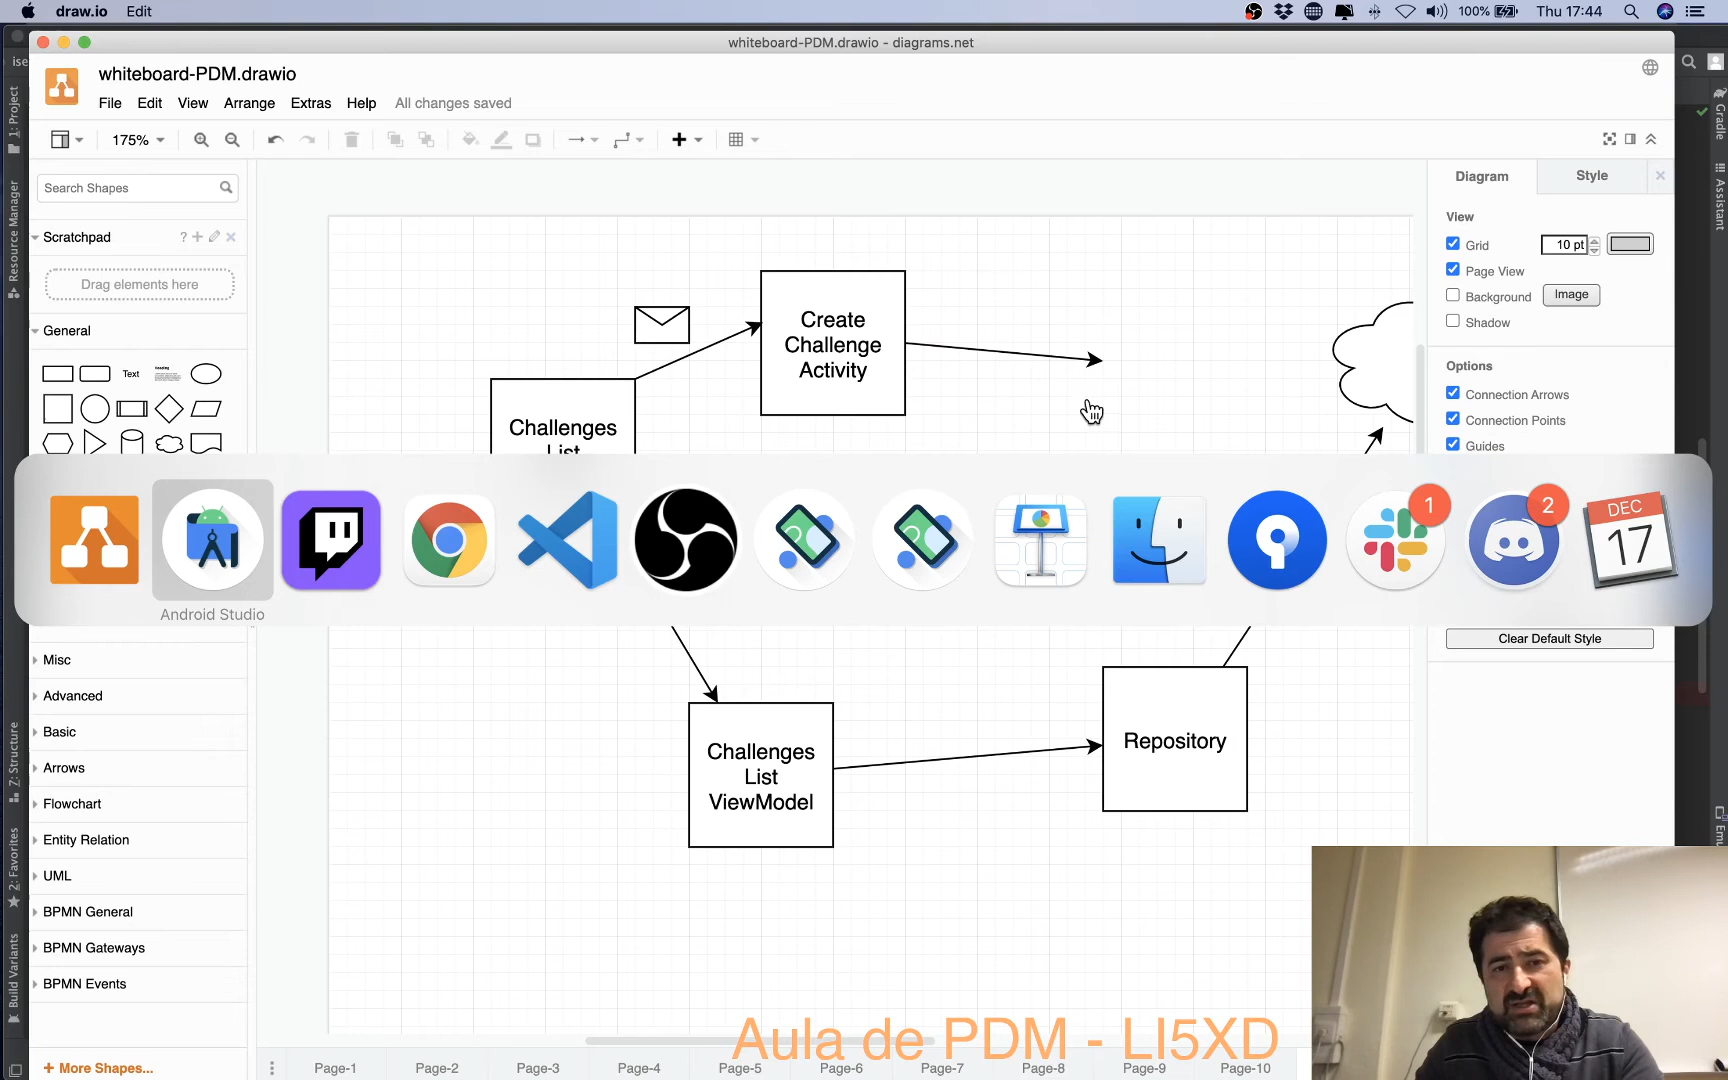 draw.io Edit
100% Thu 17:44
whiteboard-PDM.drawio - diagrams.net
whiteboard-PDM.drawio
File Edit View Arrange Extras Help All changes saved
175%
Search Shapes
Scratchpad
?
Drag elements here
General
Text
Heading
Misc
Advanced
Basic
Arrows
Flowchart
Entity Relation
UML
BPMN General
BPMN Gateways
BPMN Events
+ More Shapes...
Create
Challenge
Activity
Challenges
List
Challenges
List
ViewModel
Repository
Android Studio
1
2
DEC
17
Diagram Style
View
Grid 10 pt
Page View
Background Image
Shadow
Options
Connection Arrows
Connection Points
Guides
Clear Default Style
Page-1 Page-2 Page-3 Page-4 Page-5 Page-6 Page-7 Page-8 Page-9 Page-10
Aula de PDM - LI5XD
ise
1: Project
Resource Manager
Z: Structure
2: Favorites
Build Variants
Gradle
Assistant
Emu